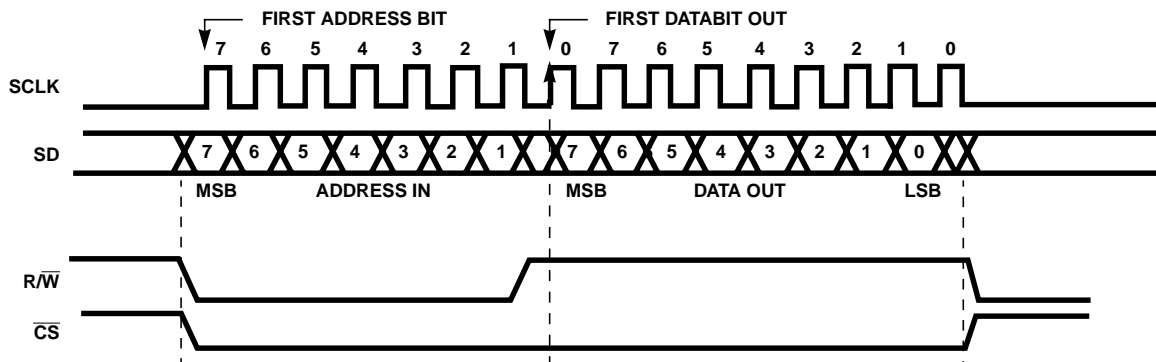 FIRST ADDRESS BIT FIRST DATABIT OUT
7 6 5 4 3 2 1 0 7 6 5 4 3 2 1 0
SCLK
SD 7 6 5 4 3 2 1 7 6 5 4 3 2 1 0
MSB ADDRESS IN MSB DATA OUT LSB
R/W̅
C̅S̅